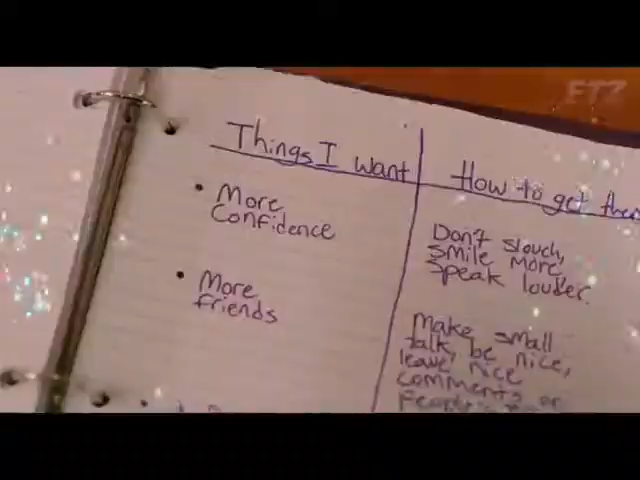 FTZ
Things I want
How to get them
• More
Confidence
Don't slouch,
smile more,
speak louder.
• More
friends
Make small
talk, be nice,
leave nice
comments on